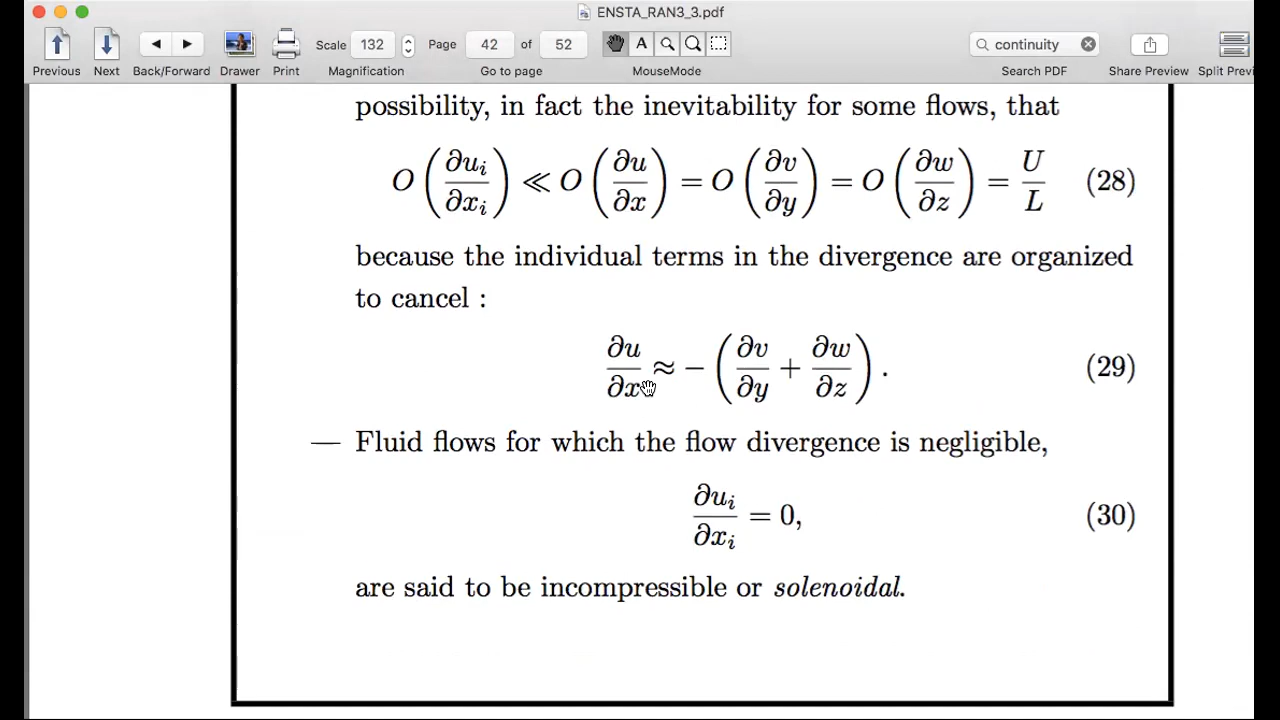 ENSTA_RAN3_3.pdf
Scale 132 Page 42 of 52 A continuity
Previous Next Back/Forward Drawer Print Magnification Go to page MouseMode Search PDF Share Preview Split Previ
possibility, in fact the inevitability for some flows, that
O (∂u_i/∂x_i) ≪ O (∂u/∂x) = O (∂v/∂y) = O (∂w/∂z) = U/L (28)
because the individual terms in the divergence are organized
to cancel :
∂u/∂x ≈ − (∂v/∂y + ∂w/∂z) . (29)
— Fluid flows for which the flow divergence is negligible,
∂u_i/∂x_i = 0, (30)
are said to be incompressible or solenoidal.